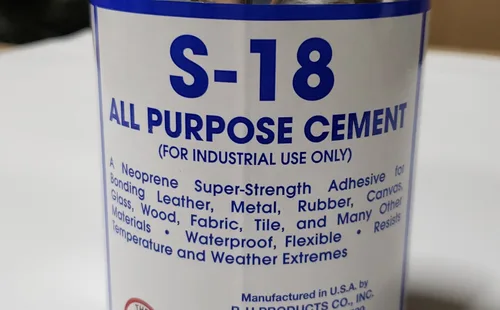 S-18
ALL PURPOSE CEMENT
(FOR INDUSTRIAL USE ONLY)
A Neoprene Super-Strength Adhesive for
Bonding Leather, Metal, Rubber, Canvas,
Glass, Wood, Fabric, Tile, and Many Other
Materials • Waterproof, Flexible • Resists
Temperature and Weather Extremes
Manufactured in U.S.A. by
PRODUCTS CO., INC.